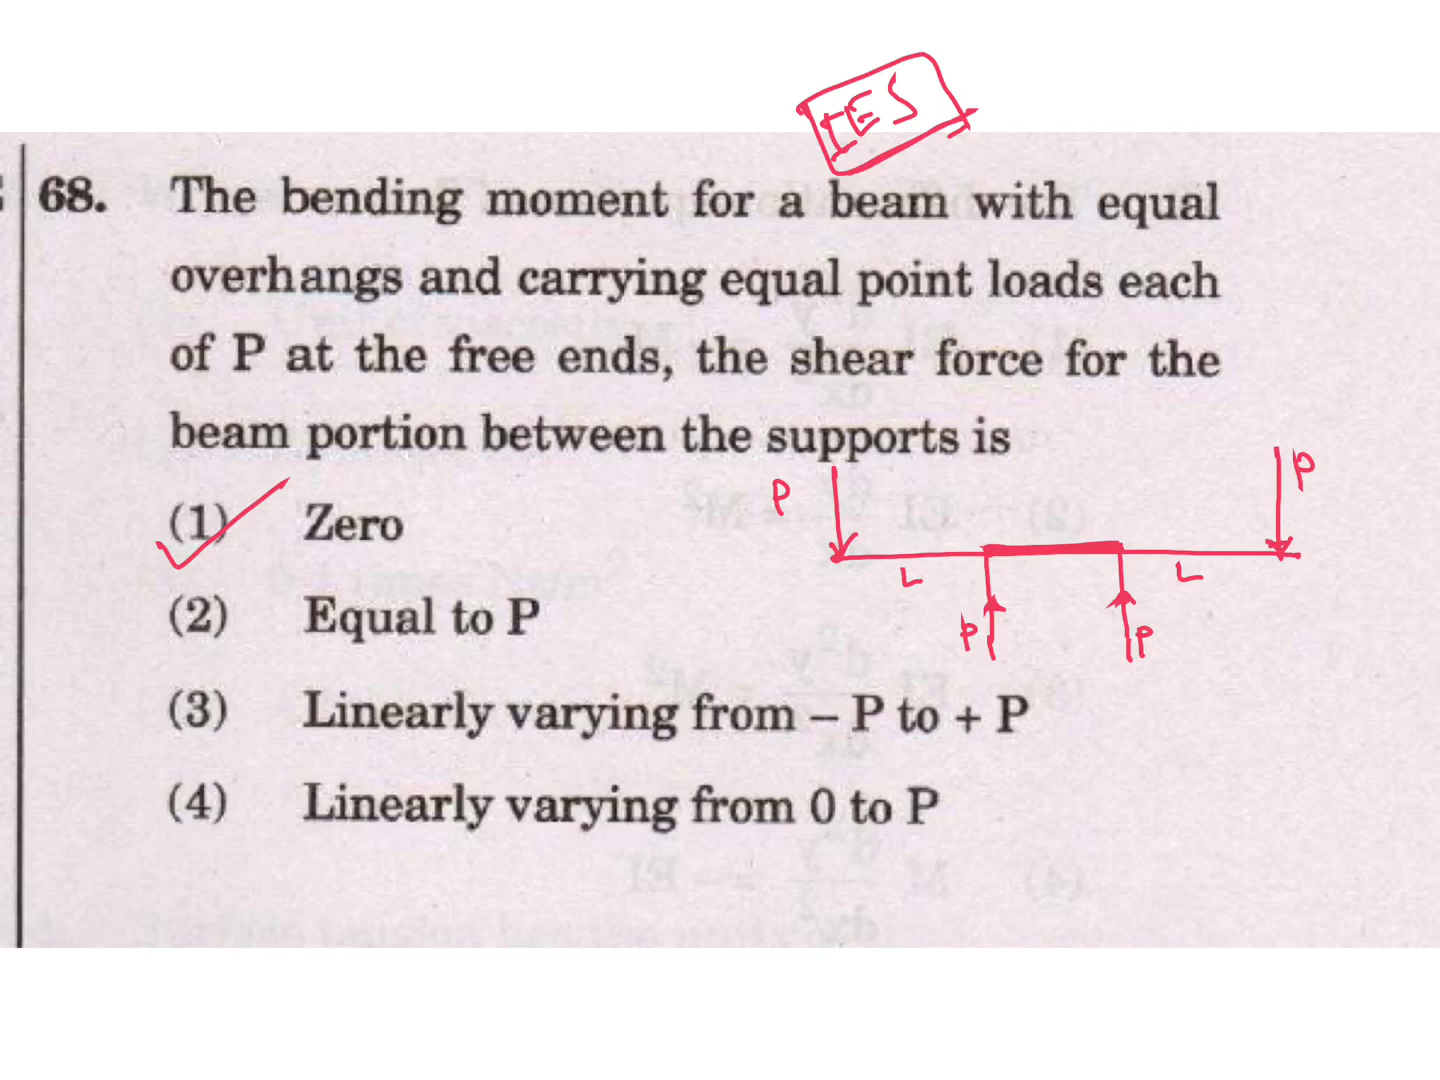 IES
68. The bending moment for a beam with equal
overhangs and carrying equal point loads each
of P at the free ends, the shear force for the
beam portion between the supports is
(1) Zero
(2) Equal to P
(3) Linearly varying from – P to + P
(4) Linearly varying from 0 to P
P
P
L
L
P
P